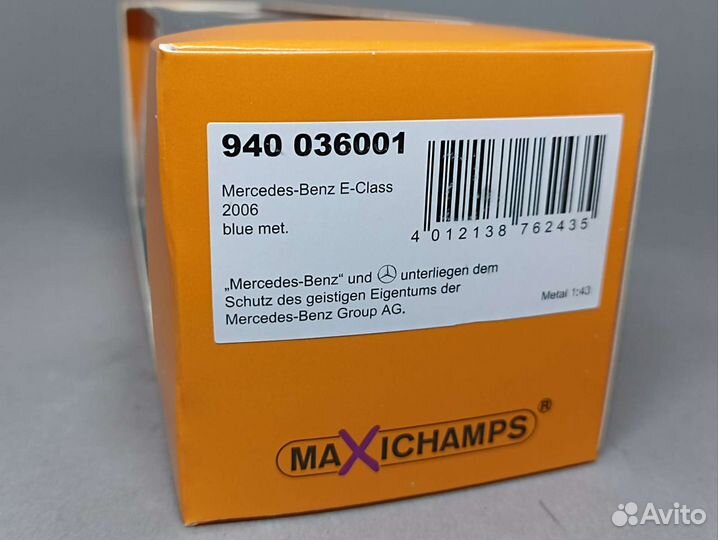 940 036001
Mercedes-Benz E-Class
2006
blue met.
4 012138 762435
„Mercedes-Benz“ und unterliegen dem
Schutz des geistigen Eigentums der
Mercedes-Benz Group AG.
Metal 1:43
MAXICHAMPS®
Avito